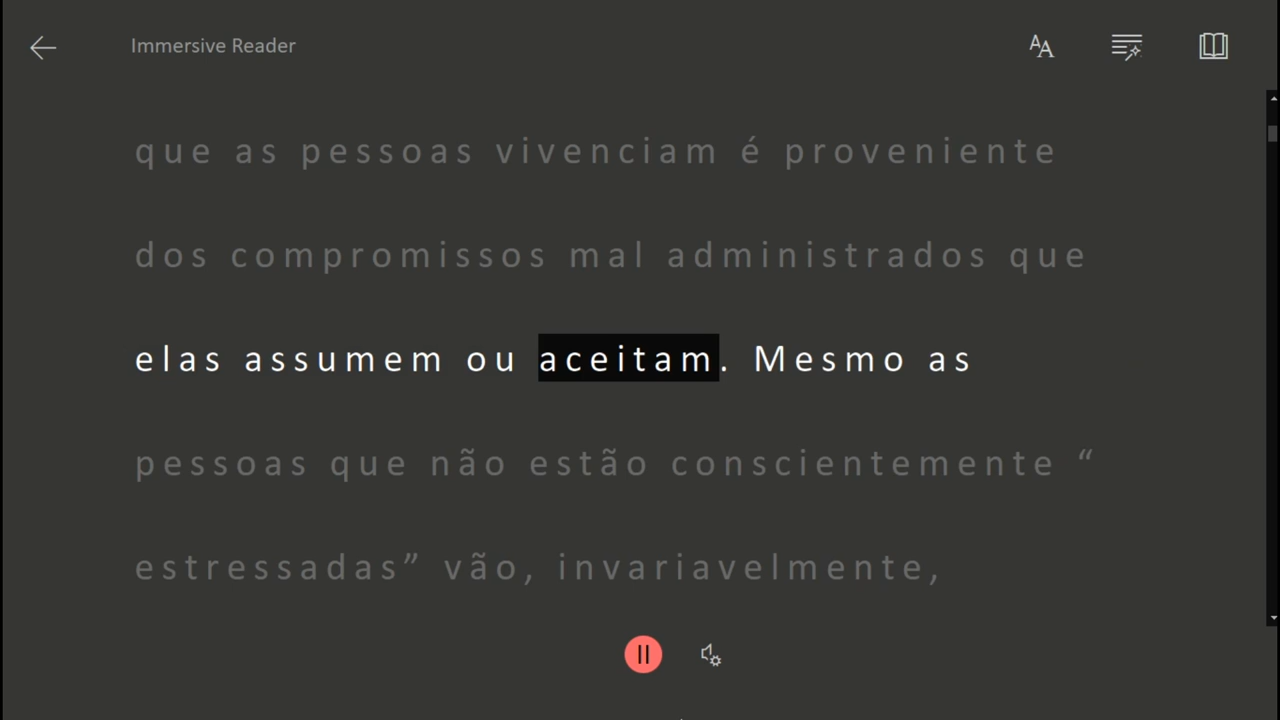 Immersive Reader
que as pessoas vivenciam é proveniente
dos compromissos mal administrados que
elas assumem ou aceitam. Mesmo as
pessoas que não estão conscientemente “
estressadas” vão, invariavelmente,